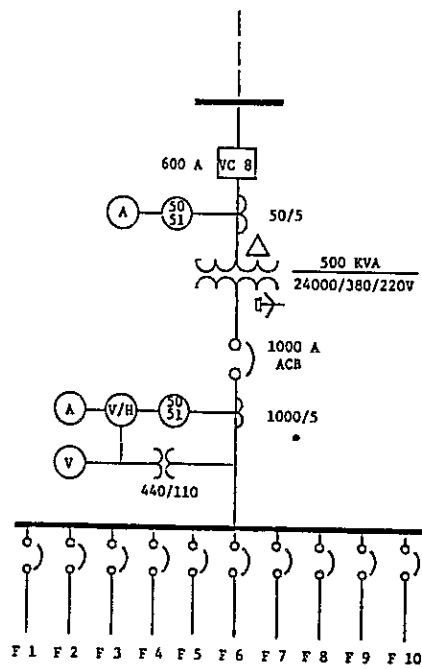 600 A
VC 8
A
50
51
50/5
500 KVA
24000/380/220V
1000 A
ACB
A
V/H
50
51
1000/5
V
440/110
F 1
F 2
F 3
F 4
F 5
F 6
F 7
F 8
F 9
F 10